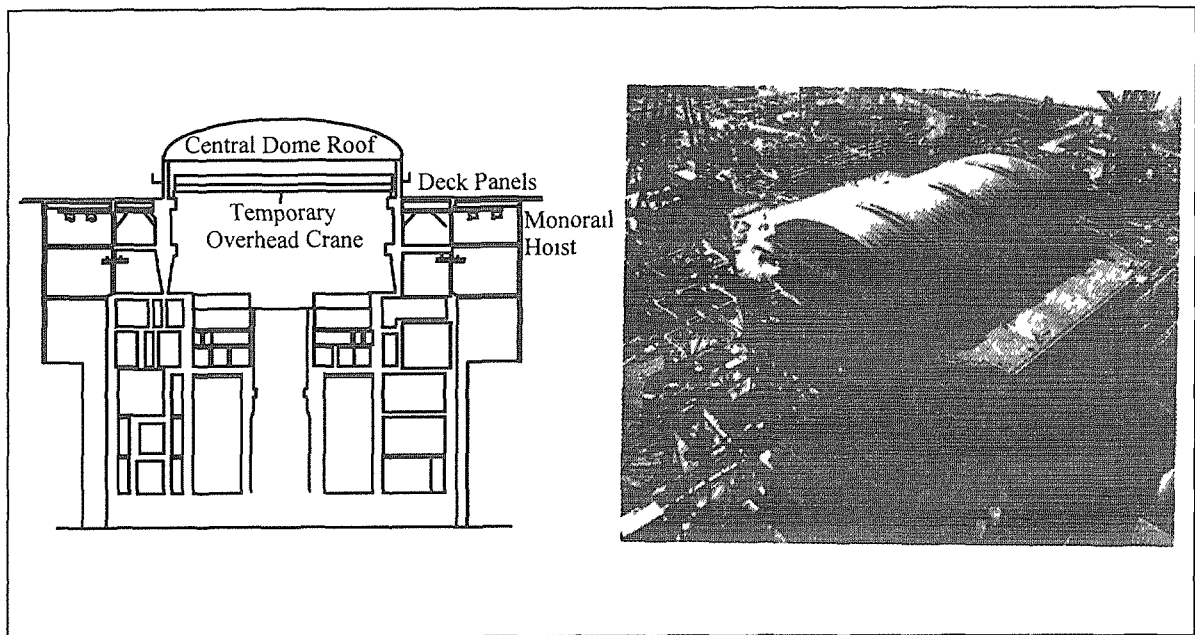 Central Dome Roof
Deck Panels
Temporary
Overhead Crane
Monorail
Hoist